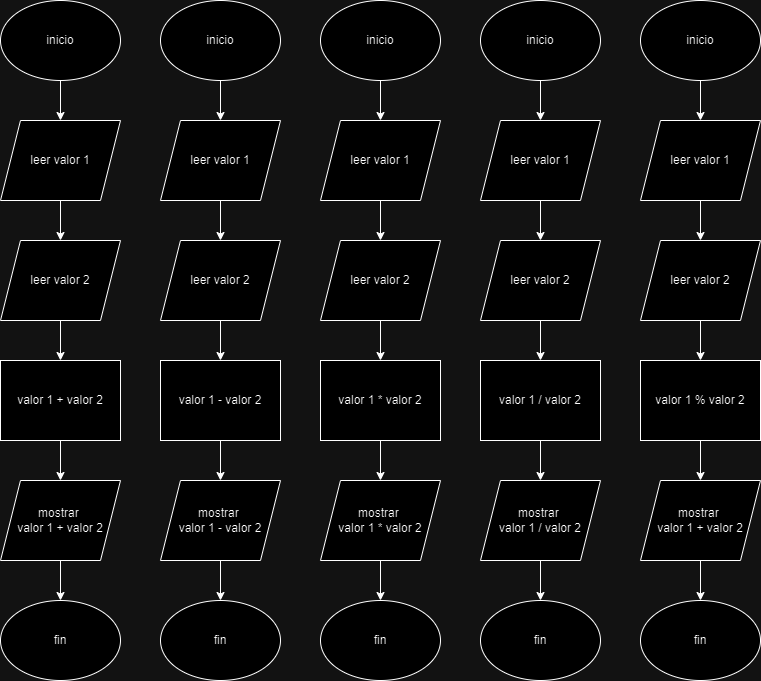 inicio
inicio
inicio
inicio
inicio
leer valor 1
leer valor 1
leer valor 1
leer valor 1
leer valor 1
leer valor 2
leer valor 2
leer valor 2
leer valor 2
leer valor 2
valor 1 + valor 2
valor 1 - valor 2
valor 1 * valor 2
valor 1 / valor 2
valor 1 % valor 2
mostrar
valor 1 + valor 2
mostrar
valor 1 - valor 2
mostrar
valor 1 * valor 2
mostrar
valor 1 / valor 2
mostrar
valor 1 + valor 2
fin
fin
fin
fin
fin